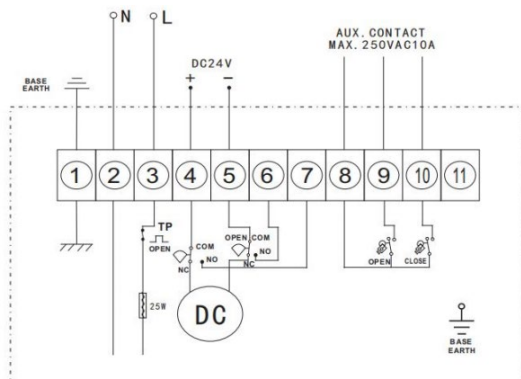 N L
AUX. CONTACT
MAX. 250VAC10A
DC24V
+ −
BASE
EARTH
1 2 3 4 5 6 7 8 9 10 11
TP
OPEN
COM
NC
NO
OPEN COM
NO
NC
OPEN
CLOSE
25W
DC
BASE
EARTH